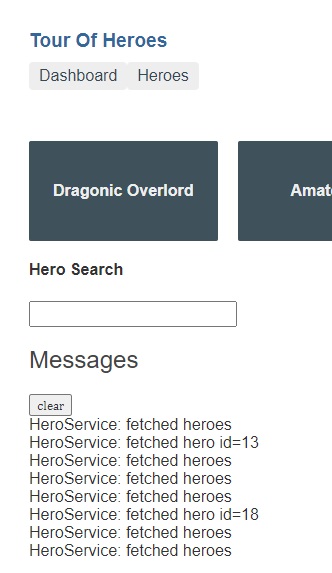 Tour Of Heroes
Dashboard Heroes
Dragonic Overlord
Hero Search
Messages
clear
HeroService: fetched heroes
HeroService: fetched hero id=13
HeroService: fetched heroes
HeroService: fetched heroes
HeroService: fetched heroes
HeroService: fetched hero id=18
HeroService: fetched heroes
HeroService: fetched heroes